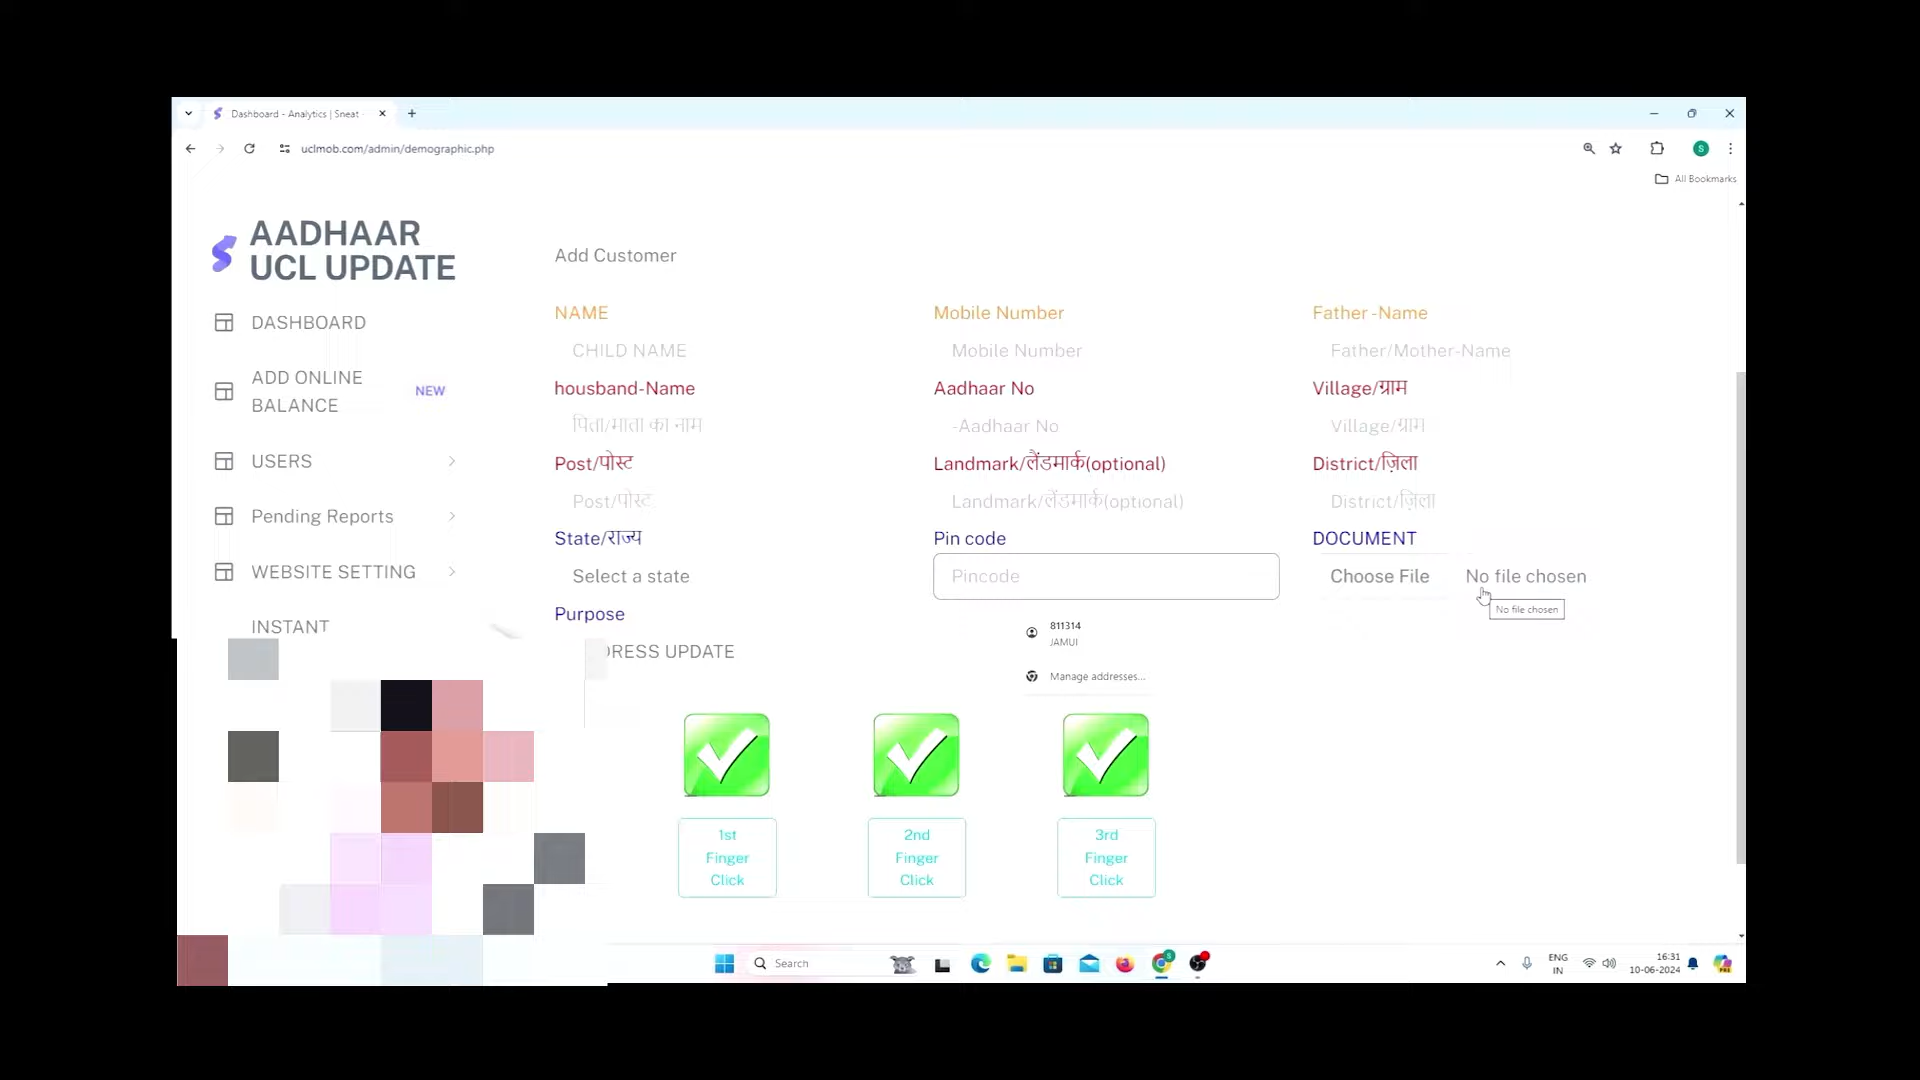 Dashboard - Analytics | Sneat
uclmob.com/admin/demographic.php
S
All Bookmarks
AADHAAR
UCL UPDATE
DASHBOARD
ADD ONLINE
BALANCE
NEW
USERS
Pending Reports
WEBSITE SETTING
INSTANT
Add Customer
NAME
Mobile Number
Father -Name
CHILD NAME
Mobile Number
Father/Mother-Name
housband-Name
Aadhaar No
Village/ग्राम
पिता/माता का नाम
-Aadhaar No
Village/ग्राम
Post/पोस्ट
Landmark/लैंडमार्क(optional)
District/ज़िला
Post/पोस्ट
Landmark/लैंडमार्क(optional)
District/ज़िला
State/राज्य
Pin code
DOCUMENT
Select a state
Pincode
Choose File
No file chosen
No file chosen
Purpose
811314
JAMUI
DRESS UPDATE
Manage addresses...
1st
Finger
Click
2nd
Finger
Click
3rd
Finger
Click
Search
ENG
IN
16:31
10-06-2024